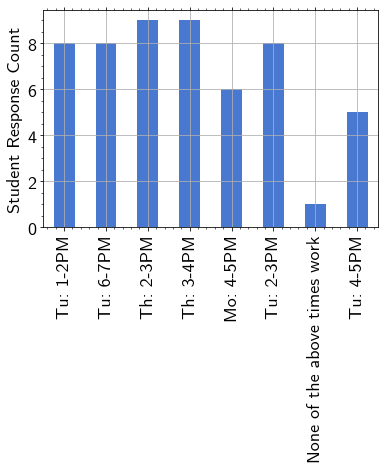 Student Response Count
8
6
4
2
0
Tu: 1-2PM
Tu: 6-7PM
Th: 2-3PM
Th: 3-4PM
Mo: 4-5PM
Tu: 2-3PM
None of the above times work
Tu: 4-5PM